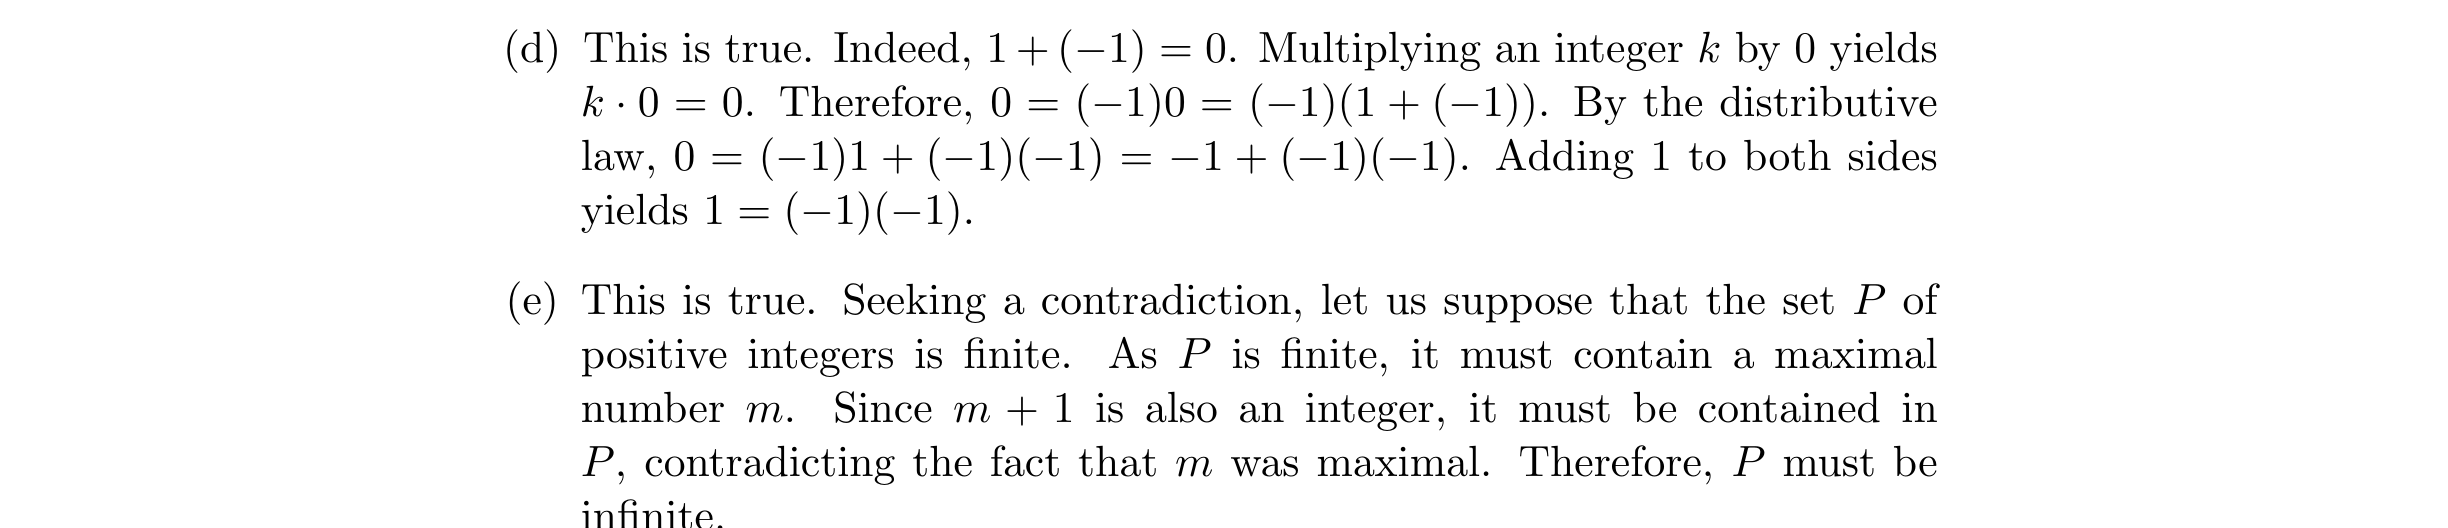 (d) This is true. Indeed, 1 + (−1) = 0. Multiplying an integer k by 0 yields
k · 0 = 0. Therefore, 0 = (−1)0 = (−1)(1 + (−1)). By the distributive
law, 0 = (−1)1 + (−1)(−1) = −1 + (−1)(−1). Adding 1 to both sides
yields 1 = (−1)(−1).
(e) This is true. Seeking a contradiction, let us suppose that the set P of
positive integers is finite. As P is finite, it must contain a maximal
number m. Since m + 1 is also an integer, it must be contained in
P, contradicting the fact that m was maximal. Therefore, P must be
infinite.